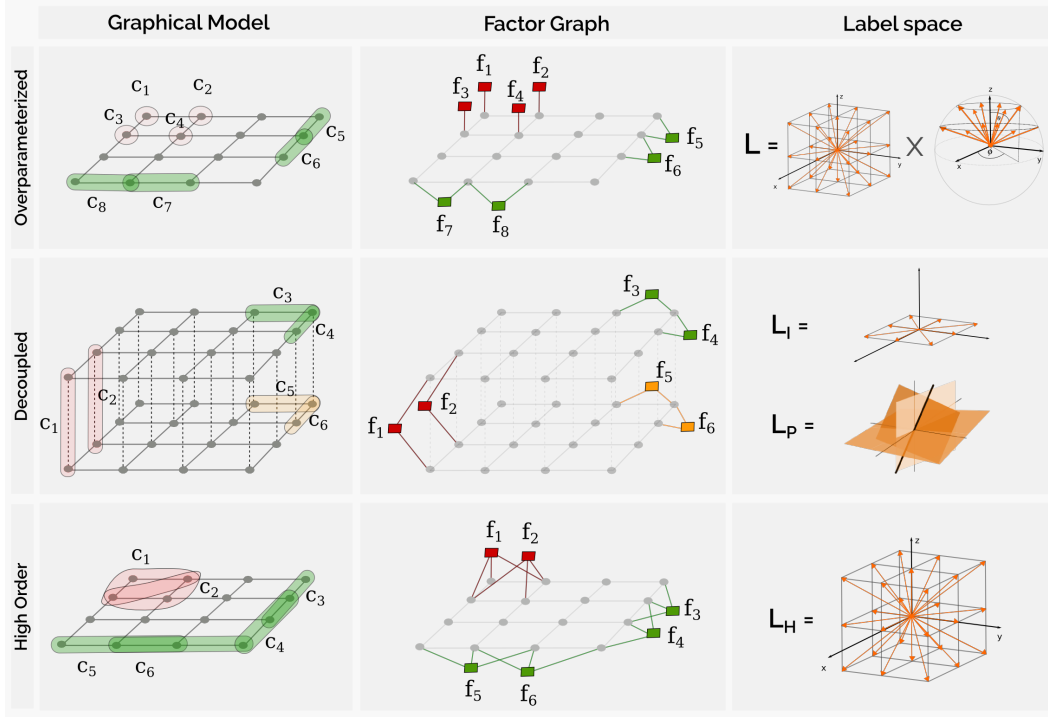 Graphical Model
Factor Graph
Label space
Overparameterized
c1
c2
c3
c4
c5
c6
c8
c7
f1
f2
f3
f4
f5
f6
f7
f8
L =
z
y
x
X
z
y
x
Decoupled
c3
c4
c5
c2
c1
c6
f3
f4
f5
f2
f1
f6
LI =
LP =
High Order
c1
c2
c3
c4
c5
c6
f1
f2
f3
f4
f5
f6
LH =
z
y
x